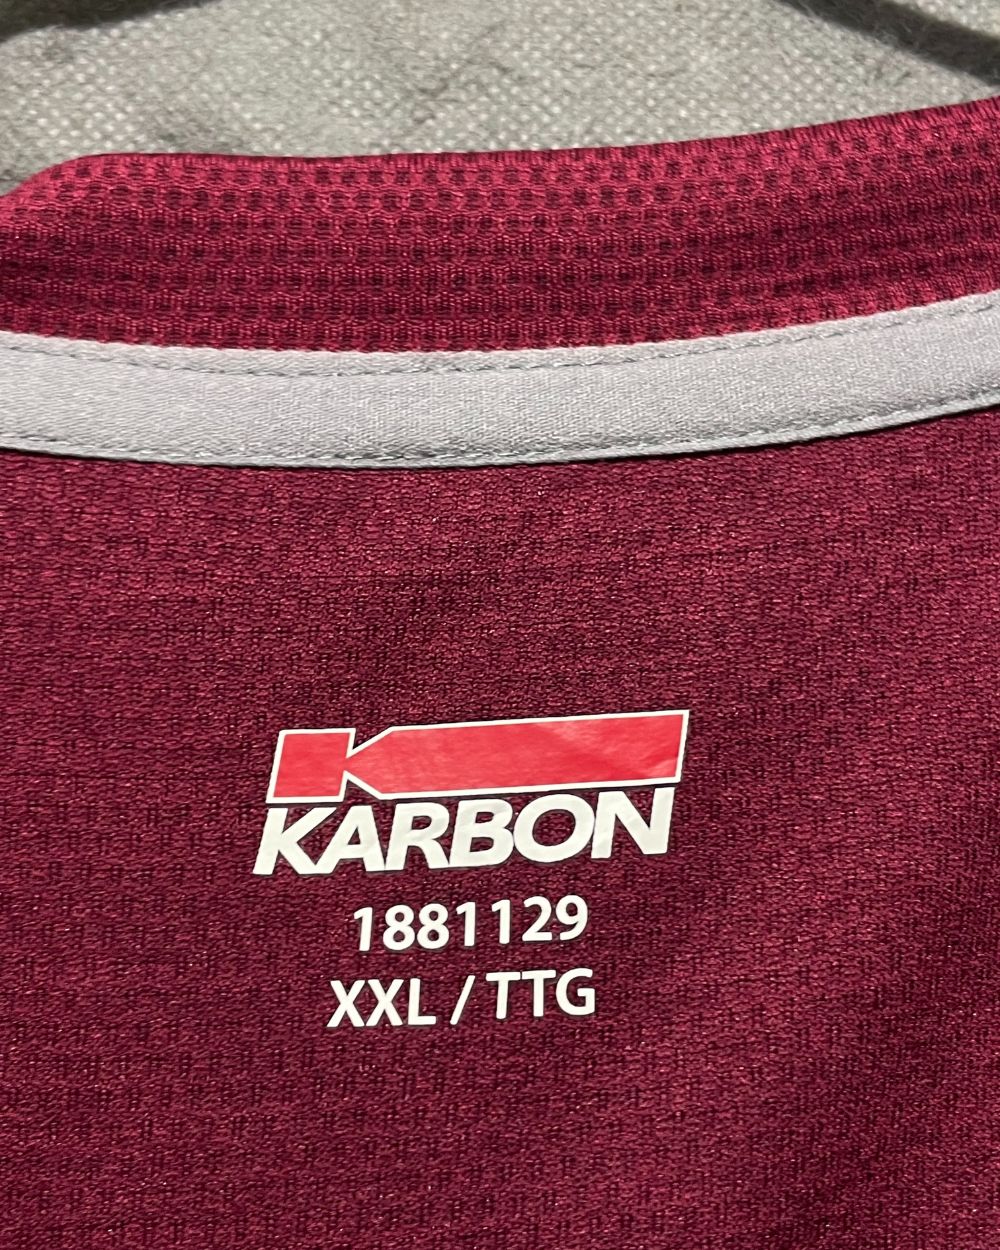 KARBON
1881129
XXL / TTG